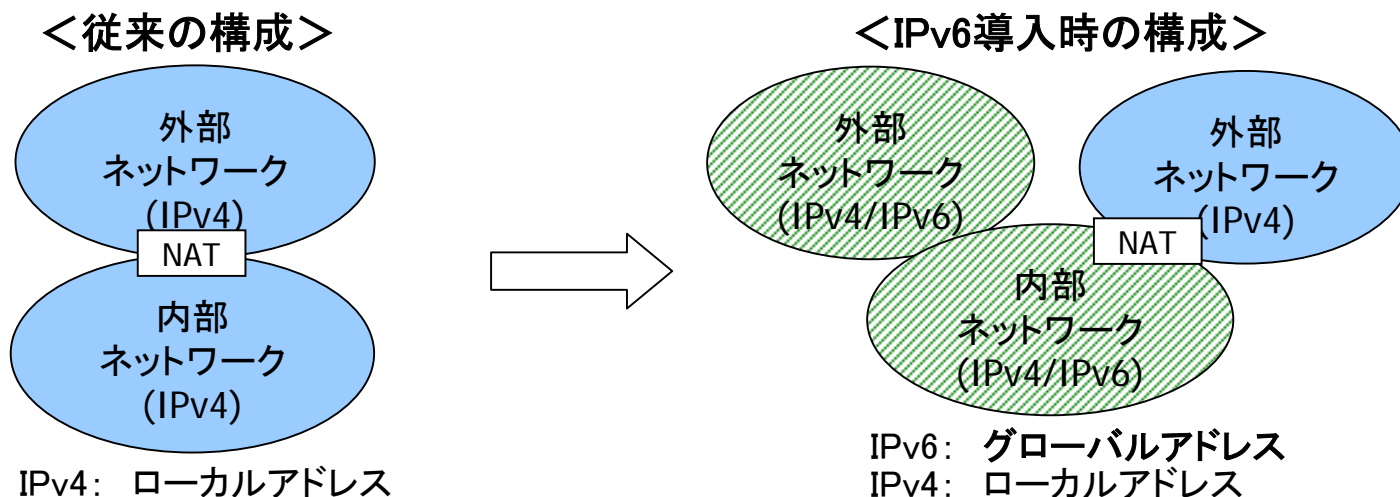 <従来の構成>
外部
ネットワーク
(IPv4)
NAT
内部
ネットワーク
(IPv4)
IPv4: ローカルアドレス
<IPv6導入時の構成>
外部
ネットワーク
(IPv4/IPv6)
外部
ネットワーク
(IPv4)
NAT
内部
ネットワーク
(IPv4/IPv6)
IPv6: グローバルアドレス
IPv4: ローカルアドレス